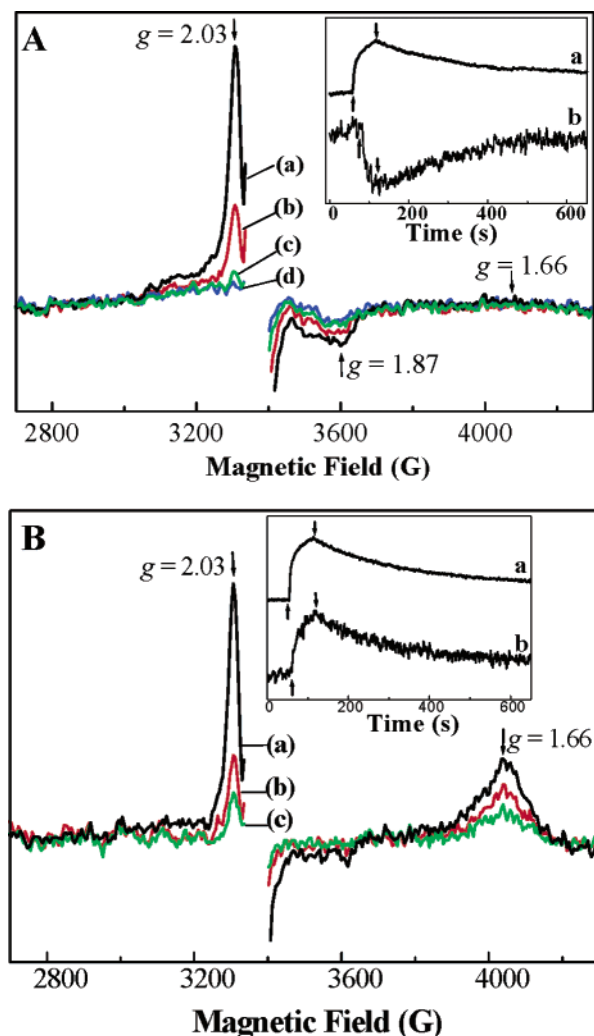 A
g = 2.03
a
b
0 200 400 600
Time (s)
(a)
(b)
(c)
(d)
g = 1.66
g = 1.87
2800 3200 3600 4000
Magnetic Field (G)
B
g = 2.03
a
b
200 400 600
Time (s)
(a)
g = 1.66
(b)
(c)
2800 3200 3600 4000
Magnetic Field (G)